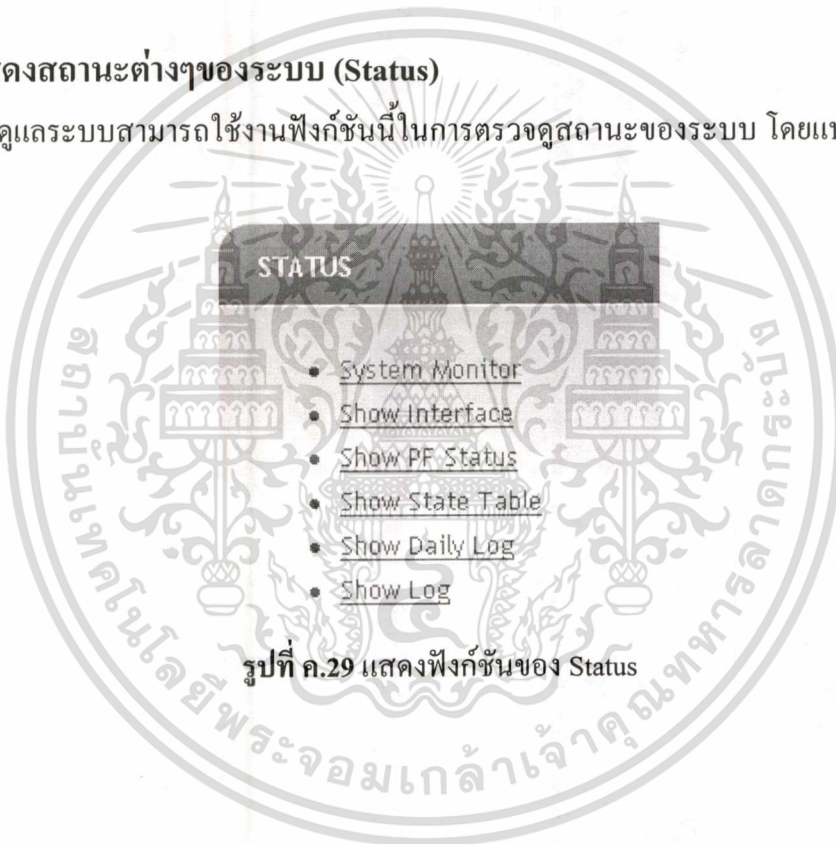 ดงสถานะต่างๆของระบบ (Status)
ดูแลระบบสามารถใช้งานฟังก์ชันนี้ในการตรวจดูสถานะของระบบ โดยแบ
STATUS
• System Monitor
• Show Interface
• Show PF Status
• Show State Table
• Show Daily Log
• Show Log
รูปที่ ค.29 แสดงฟังก์ชันของ Status
สถาบันเทคโนโลยีพระจอมเกล้าเจ้าคุณทหารลาดกระบัง